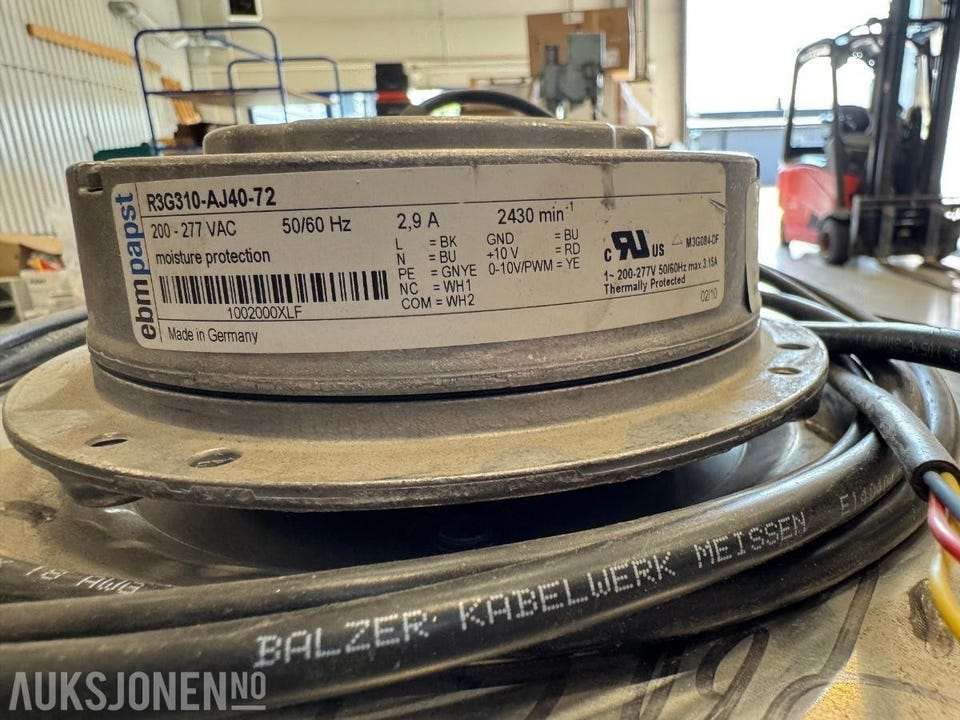 ebmpapst
R3G310-AJ40-72
200 - 277 VAC 50/60 Hz 2,9 A 2430 min⁻¹
moisture protection
L = BK
N = BU
PE = GNYE
NC = WH1
COM = WH2
GND = BU
+10 V = RD
0-10V/PWM = YE
c RU US
M3G084-DF
1~ 200-277V 50/60Hz max.3.15A
Thermally Protected
02/10
1002000XLF
Made in Germany
18 AWG
BALZER KABELWERK MEISSEN
AUKSJONEN NO